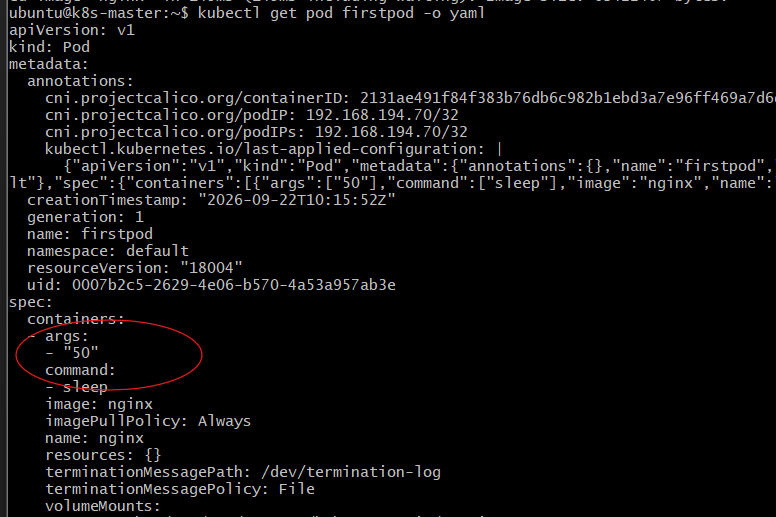 ubuntu@k8s-master:~$ kubectl get pod firstpod -o yaml
apiVersion: v1
kind: Pod
metadata:
  annotations:
    cni.projectcalico.org/containerID: 2131ae491f84f383b76db6c982b1ebd3a7e96ff469a7d6
    cni.projectcalico.org/podIP: 192.168.194.70/32
    cni.projectcalico.org/podIPs: 192.168.194.70/32
    kubectl.kubernetes.io/last-applied-configuration: |
      {"apiVersion":"v1","kind":"Pod","metadata":{"annotations":{},"name":"firstpod",
lt"},"spec":{"containers":[{"args":["50"],"command":["sleep"],"image":"nginx","name":
  creationTimestamp: "2026-09-22T10:15:52Z"
  generation: 1
  name: firstpod
  namespace: default
  resourceVersion: "18004"
  uid: 0007b2c5-2629-4e06-b570-4a53a957ab3e
spec:
  containers:
  - args:
    - "50"
    command:
    - sleep
    image: nginx
    imagePullPolicy: Always
    name: nginx
    resources: {}
    terminationMessagePath: /dev/termination-log
    terminationMessagePolicy: File
    volumeMounts: